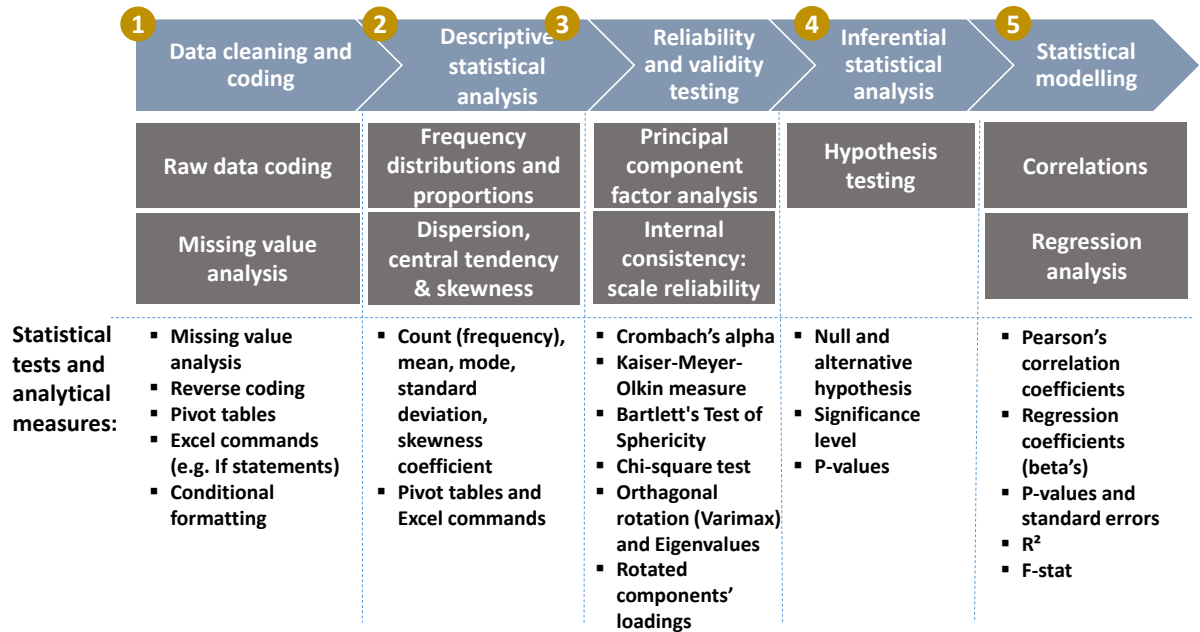 1
Data cleaning and
coding
2
Descriptive
statistical
analysis
3
Reliability
and validity
testing
4
Inferential
statistical
analysis
5
Statistical
modelling
Raw data coding
Frequency
distributions and
proportions
Principal
component
factor analysis
Hypothesis
testing
Correlations
Missing value
analysis
Dispersion,
central tendency
& skewness
Internal
consistency:
scale reliability
Regression
analysis
Statistical
tests and
analytical
measures:
▪ Missing value
analysis
▪ Reverse coding
▪ Pivot tables
▪ Excel commands
(e.g. If statements)
▪ Conditional
formatting
▪ Count (frequency),
mean, mode,
standard
deviation,
skewness
coefficient
▪ Pivot tables and
Excel commands
▪ Crombach's alpha
▪ Kaiser-Meyer-
Olkin measure
▪ Bartlett's Test of
Sphericity
▪ Chi-square test
▪ Orthagonal
rotation (Varimax)
and Eigenvalues
▪ Rotated
components'
loadings
▪ Null and
alternative
hypothesis
▪ Significance
level
▪ P-values
▪ Pearson's
correlation
coefficients
▪ Regression
coefficients
(beta's)
▪ P-values and
standard errors
▪ R²
▪ F-stat